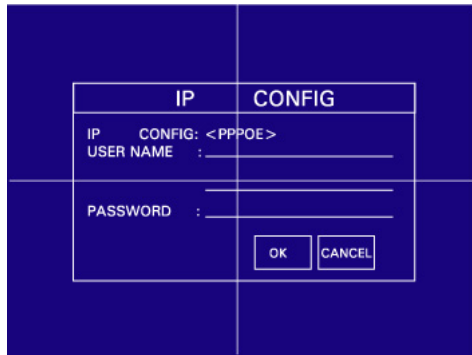 IP CONFIG
IP CONFIG: <PPPOE>
USER NAME :
PASSWORD :
OK CANCEL